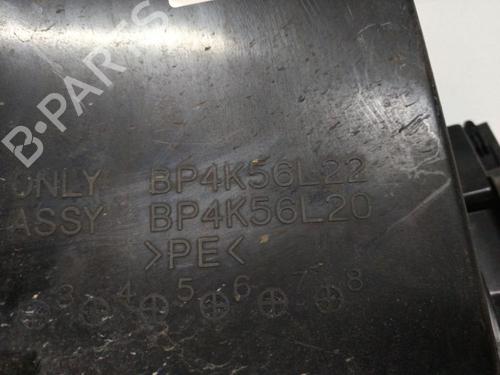 B-PARTS
ONLY BP4K56L22
ASSY BP4K56L20
>PE<
3 4 5 6 7 8